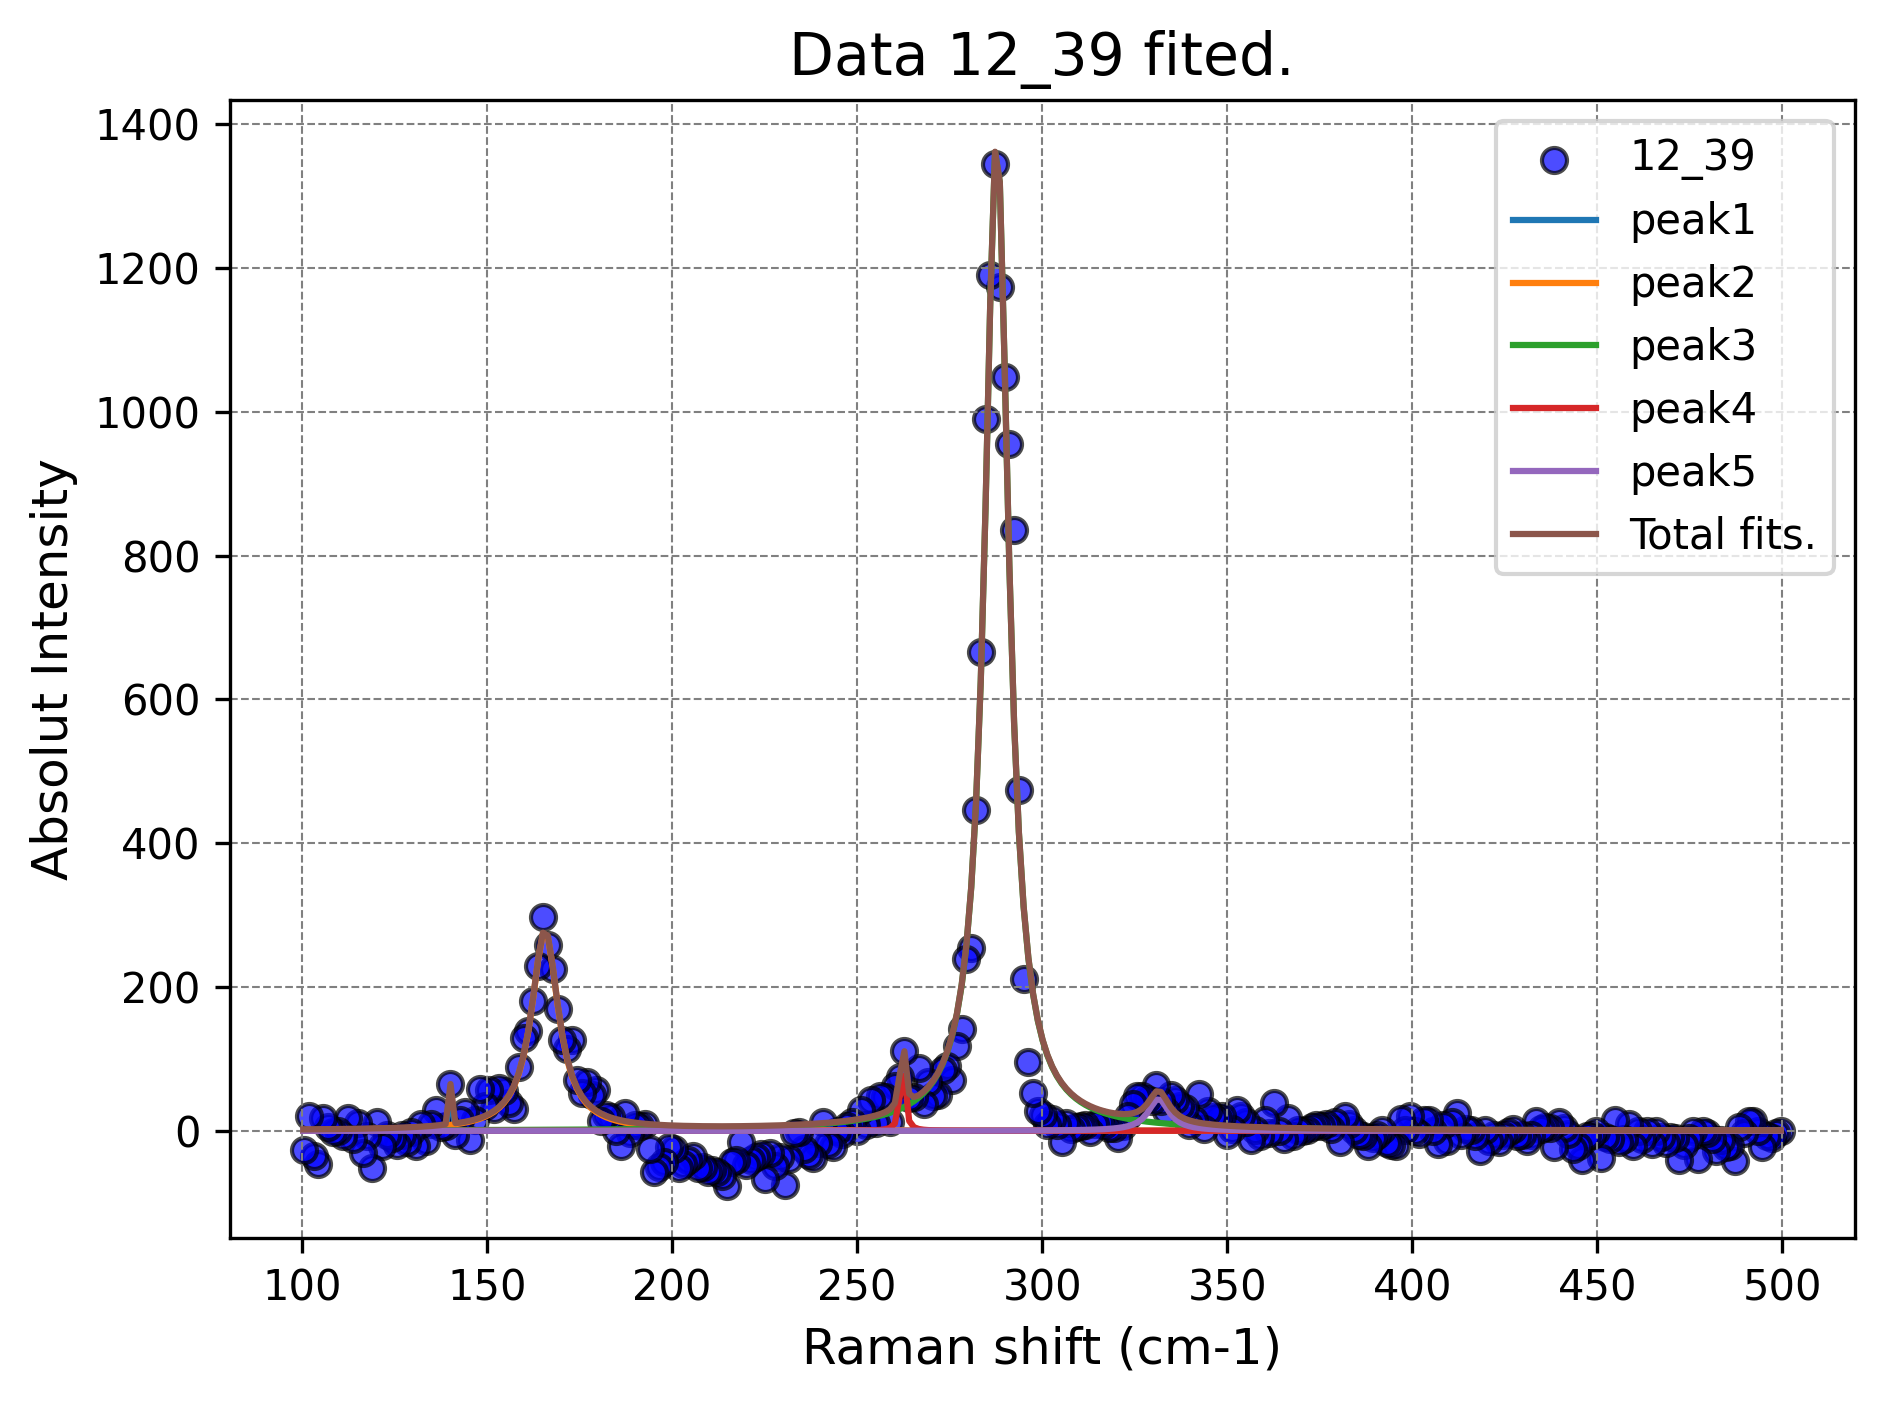 Data 12_39 fited.
1400
1200
1000
800
600
400
200
0
Absolut Intensity
100 150 200 250 300 350 400 450 500
Raman shift (cm-1)
12_39
peak1
peak2
peak3
peak4
peak5
Total fits.